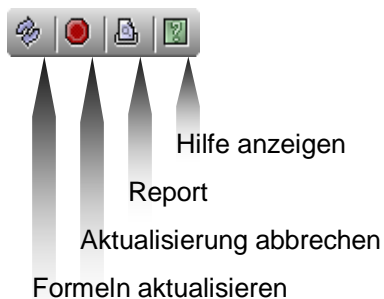 Hilfe anzeigen
Report
Aktualisierung abbrechen
Formeln aktualisieren